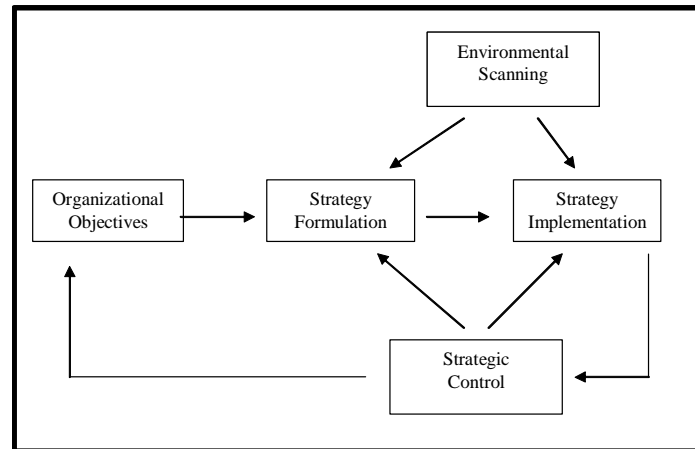 Environmental
Scanning
Organizational
Objectives
Strategy
Formulation
Strategy
Implementation
Strategic
Control